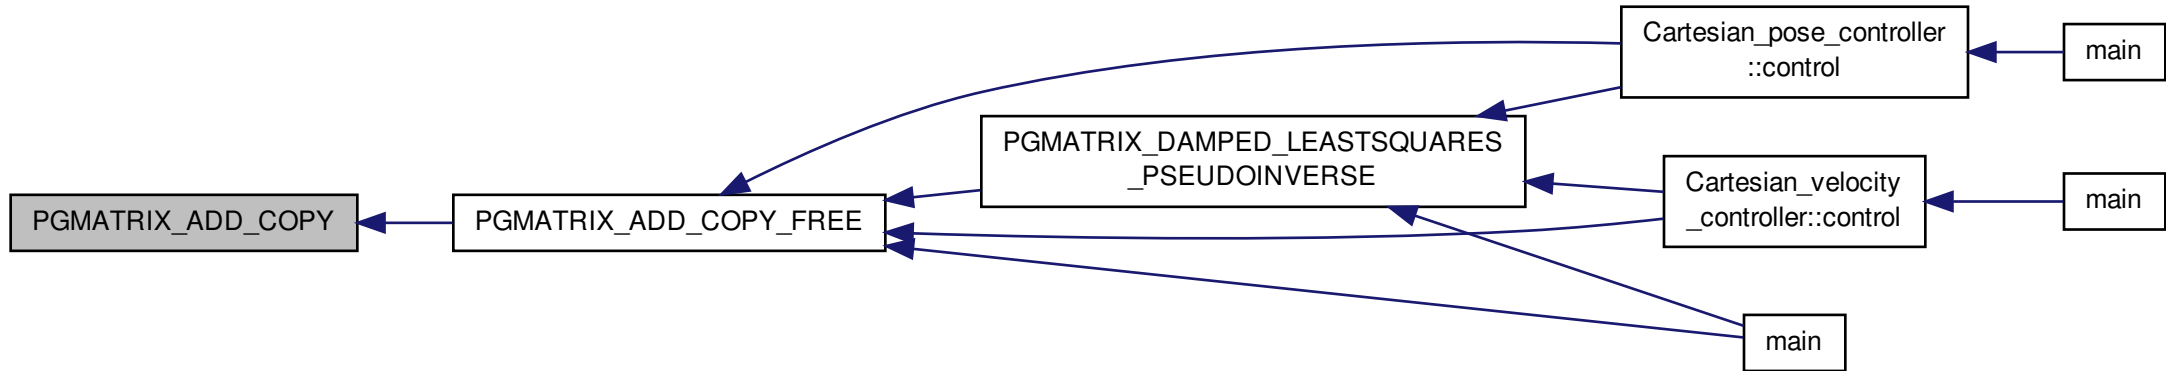 PGMATRIX_ADD_COPY
PGMATRIX_ADD_COPY_FREE
PGMATRIX_DAMPED_LEASTSQUARES
_PSEUDOINVERSE
Cartesian_pose_controller
::control
main
Cartesian_velocity
_controller::control
main
main